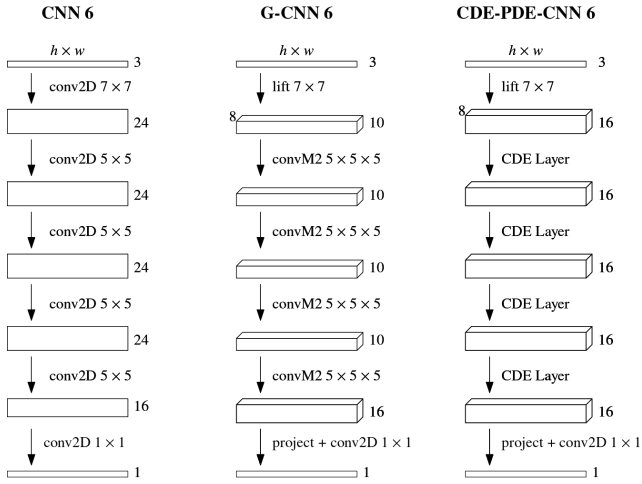 CNN 6
h × w
3
conv2D 7 × 7
24
conv2D 5 × 5
24
conv2D 5 × 5
24
conv2D 5 × 5
24
conv2D 5 × 5
16
conv2D 1 × 1
1
G-CNN 6
h × w
3
lift 7 × 7
8
10
convM2 5 × 5 × 5
10
convM2 5 × 5 × 5
10
convM2 5 × 5 × 5
10
convM2 5 × 5 × 5
16
project + conv2D 1 × 1
1
CDE-PDE-CNN 6
h × w
3
lift 7 × 7
8
16
CDE Layer
16
CDE Layer
16
CDE Layer
16
CDE Layer
16
project + conv2D 1 × 1
1